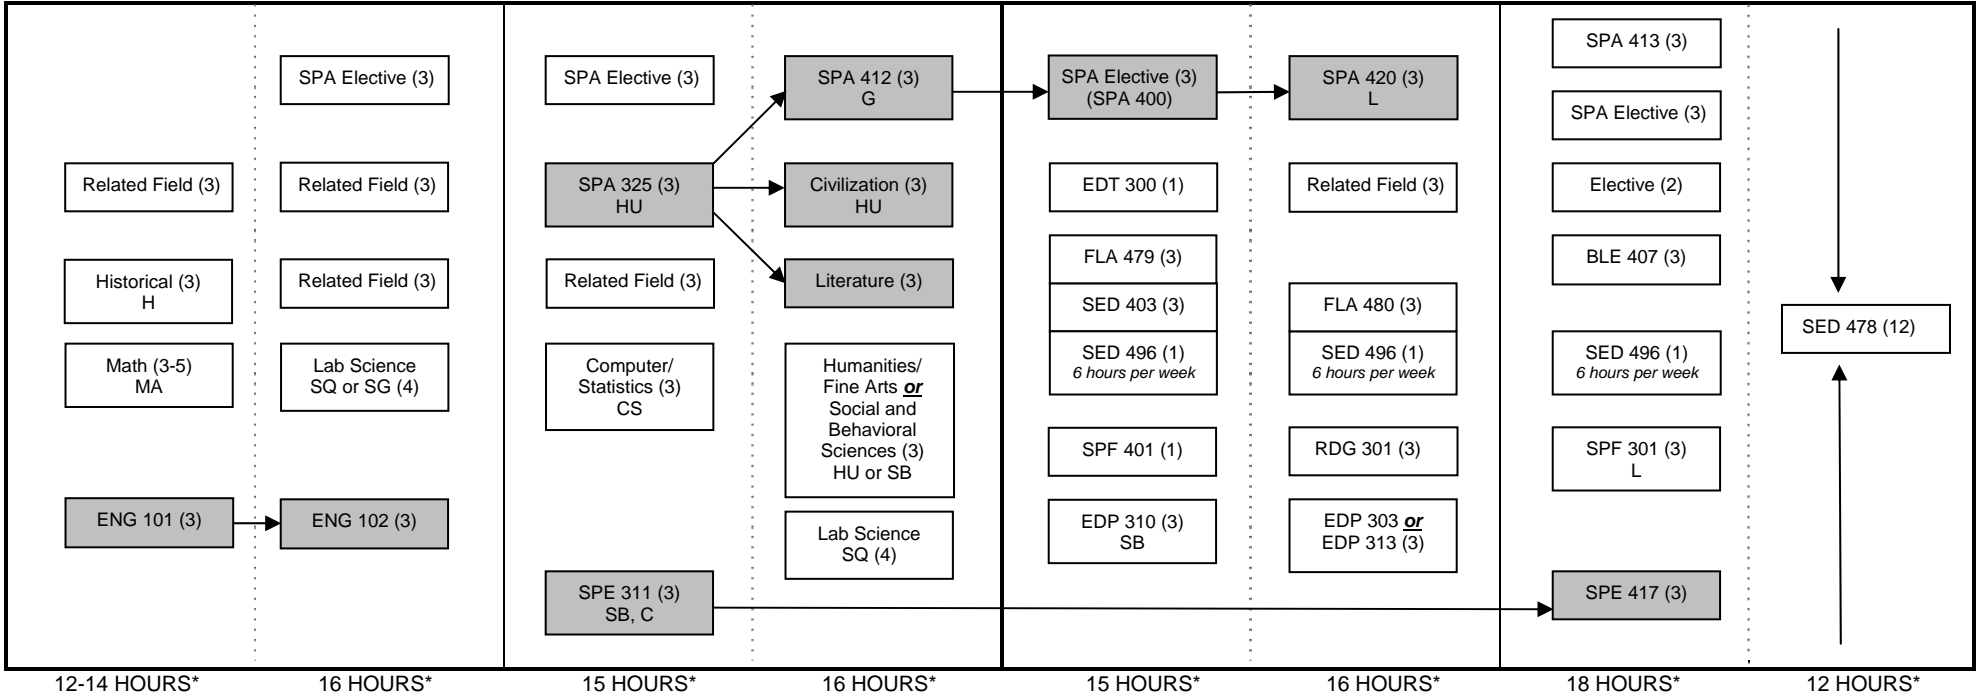 Related Field (3)
Historical (3)
H
Math (3-5)
MA
ENG 101 (3)
12-14 HOURS*
SPA Elective (3)
Related Field (3)
Related Field (3)
Lab Science
SQ or SG (4)
ENG 102 (3)
16 HOURS*
SPA Elective (3)
SPA 325 (3)
HU
Related Field (3)
Computer/
Statistics (3)
CS
SPE 311 (3)
SB, C
15 HOURS*
SPA 412 (3)
G
Civilization (3)
HU
Literature (3)
Humanities/
Fine Arts or
Social and
Behavioral
Sciences (3)
HU or SB
Lab Science
SQ (4)
16 HOURS*
SPA Elective (3)
(SPA 400)
EDT 300 (1)
FLA 479 (3)
SED 403 (3)
SED 496 (1)
6 hours per week
SPF 401 (1)
EDP 310 (3)
SB
15 HOURS*
SPA 420 (3)
L
Related Field (3)
FLA 480 (3)
SED 496 (1)
6 hours per week
RDG 301 (3)
EDP 303 or
EDP 313 (3)
16 HOURS*
SPA 413 (3)
SPA Elective (3)
Elective (2)
BLE 407 (3)
SED 496 (1)
6 hours per week
SPF 301 (3)
L
SPE 417 (3)
18 HOURS*
SED 478 (12)
12 HOURS*